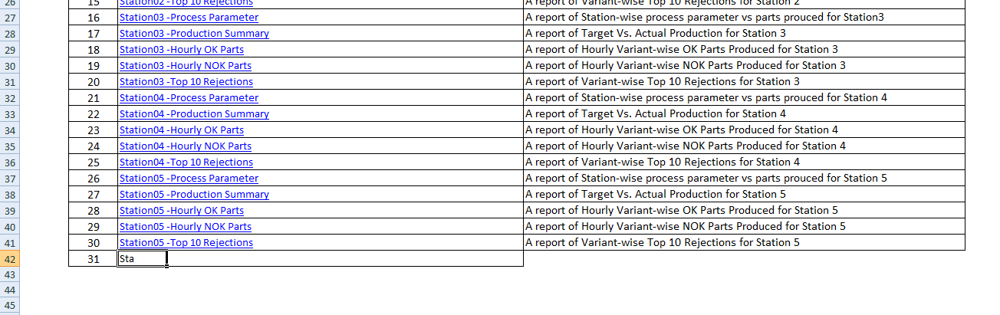 26 15 Station02 -Top 10 Rejections A report of Variant-wise Top 10 Rejections for Station 2
27 16 Station03 -Process Parameter A report of Station-wise process parameter vs parts prouced for Station3
28 17 Station03 -Production Summary A report of Target Vs. Actual Production for Station 3
29 18 Station03 -Hourly OK Parts A report of Hourly Variant-wise OK Parts Produced for Station 3
30 19 Station03 -Hourly NOK Parts A report of Hourly Variant-wise NOK Parts Produced for Station 3
31 20 Station03 -Top 10 Rejections A report of Variant-wise Top 10 Rejections for Station 3
32 21 Station04 -Process Parameter A report of Station-wise process parameter vs parts prouced for Station 4
33 22 Station04 -Production Summary A report of Target Vs. Actual Production for Station 4
34 23 Station04 -Hourly OK Parts A report of Hourly Variant-wise OK Parts Produced for Station 4
35 24 Station04 -Hourly NOK Parts A report of Hourly Variant-wise NOK Parts Produced for Station 4
36 25 Station04 -Top 10 Rejections A report of Variant-wise Top 10 Rejections for Station 4
37 26 Station05 -Process Parameter A report of Station-wise process parameter vs parts prouced for Station 5
38 27 Station05 -Production Summary A report of Target Vs. Actual Production for Station 5
39 28 Station05 -Hourly OK Parts A report of Hourly Variant-wise OK Parts Produced for Station 5
40 29 Station05 -Hourly NOK Parts A report of Hourly Variant-wise NOK Parts Produced for Station 5
41 30 Station05 -Top 10 Rejections A report of Variant-wise Top 10 Rejections for Station 5
42 31 Sta
43
44
45